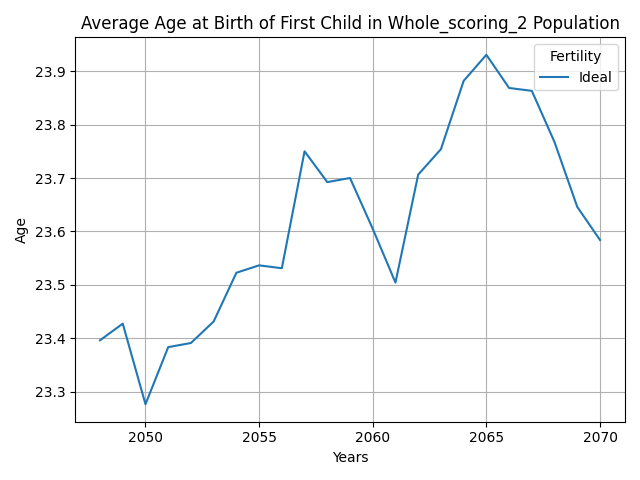 Average Age at Birth of First Child in Whole_scoring_2 Population
Fertility
Ideal
Age
23.9
23.8
23.7
23.6
23.5
23.4
23.3
2050 2055 2060 2065 2070
Years